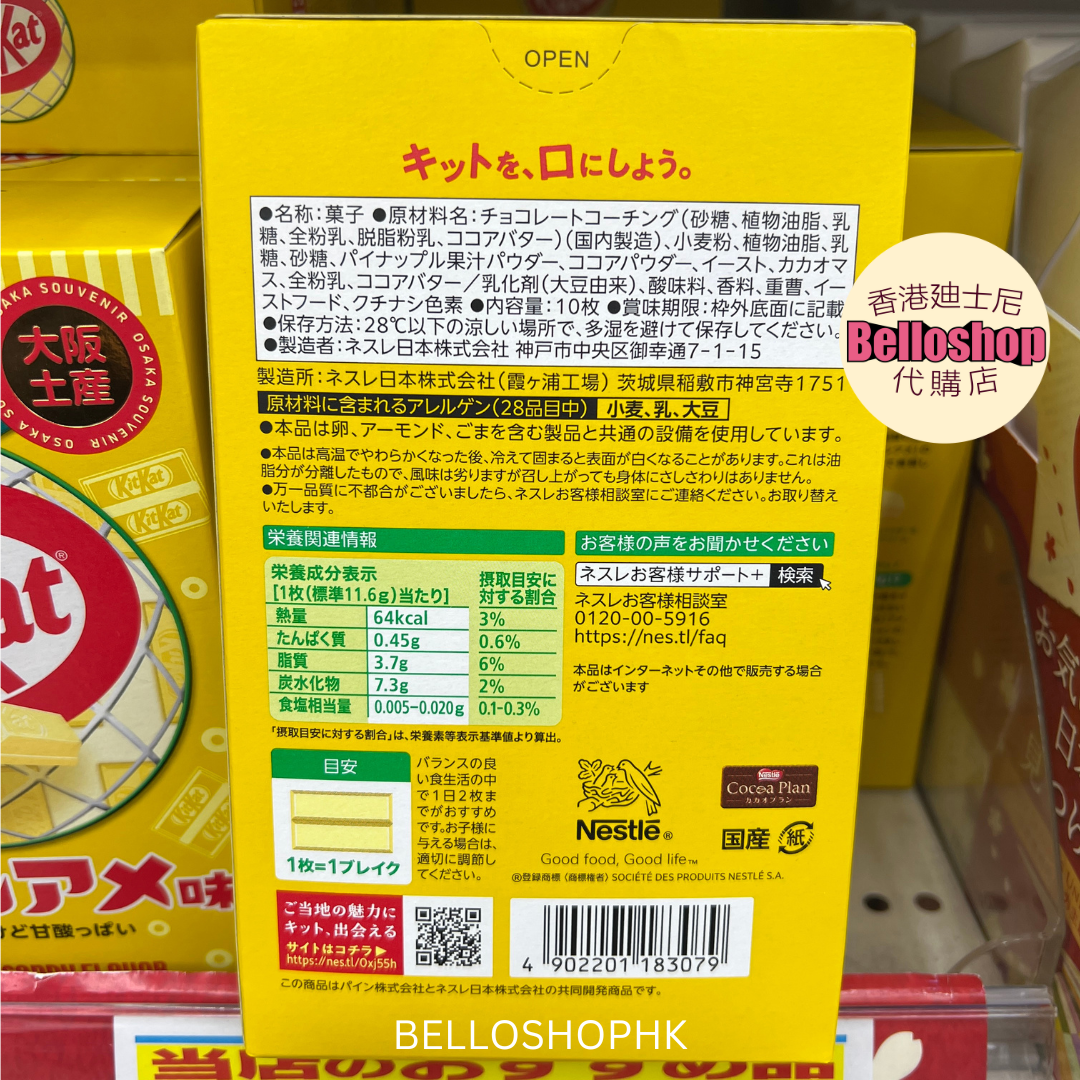 OPEN
キットを、口にしよう。
●名称：菓子 ●原材料名：チョコレートコーチング（砂糖、植物油脂、乳
糖、全粉乳、脱脂粉乳、ココアバター）（国内製造）、小麦粉、植物油脂、乳
糖、砂糖、パイナップル果汁パウダー、ココアパウダー、イースト、カカオマ
ス、全粉乳、ココアバター／乳化剤（大豆由来）、酸味料、香料、重曹、イー
ストフード、クチナシ色素 ●内容量：10枚 ●賞味期限：枠外底面に記載
●保存方法：28℃以下の涼しい場所で、多湿を避けて保存してください。
●製造者：ネスレ日本株式会社 神戸市中央区御幸通7-1-15
製造所：ネスレ日本株式会社（霞ヶ浦工場）茨城県稲敷市神宮寺1751
原材料に含まれるアレルゲン（28品目中） 小麦、乳、大豆
●本品は卵、アーモンド、ごまを含む製品と共通の設備を使用しています。
●本品は高温でやわらかくなった後、冷えて固まると表面が白くなることがあります。これは油
脂分が分離したもので、風味は劣りますが召し上がっても身体にさしさわりはありません。
●万一品質に不都合がございましたら、ネスレお客様相談室にご連絡ください。お取り替え
いたします。
栄養関連情報
栄養成分表示
[1枚（標準11.6g）当たり]
摂取目安に
対する割合
熱量 64kcal 3%
たんぱく質 0.45g 0.6%
脂質 3.7g 6%
炭水化物 7.3g 2%
食塩相当量 0.005-0.020g 0.1-0.3%
「摂取目安に対する割合」は、栄養素等表示基準値より算出。
お客様の声をお聞かせください
ネスレお客様サポート+ 検索
ネスレお客様相談室
0120-00-5916
https://nes.tl/faq
本品はインターネットその他で販売する場合
がございます
目安
1枚=1ブレイク
バランスの良
い食生活の中
で1日2枚ま
でがおすすめ
です。お子様に
与える場合は、
適切に調節し
てください。
Nestlé®
Good food, Good life™
®登録商標（商標権者）SOCIÉTÉ DES PRODUITS NESTLÉ S.A.
Nestlé
Cocoa Plan
カカオプラン
国産 紙
ご当地の魅力に
キット、出会える
サイトはコチラ▶
https://nes.tl/Oxj55h
4 902201 183079
この商品はパイン株式会社とネスレ日本株式会社の共同開発商品です。
BELLOSHOPHK
香港廸士尼
Belloshop
代購店
OSAKA SOUVENIR
大阪
土産
KitKat
KitKat
アメ味
けど甘酸っぱい
当店のおすすめ品